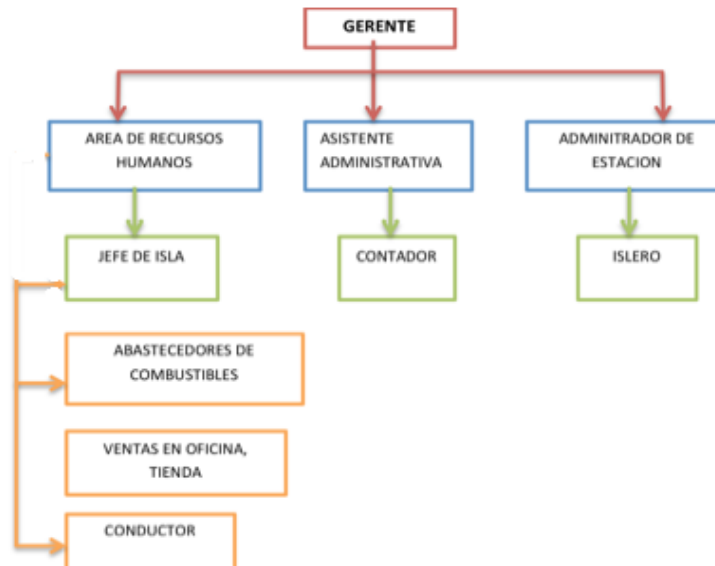 GERENTE
AREA DE RECURSOS
HUMANOS
ASISTENTE
ADMINISTRATIVA
ADMINITRADOR DE
ESTACION
JEFE DE ISLA
CONTADOR
ISLERO
ABASTECEDORES DE
COMBUSTIBLES
VENTAS EN OFICINA,
TIENDA
CONDUCTOR